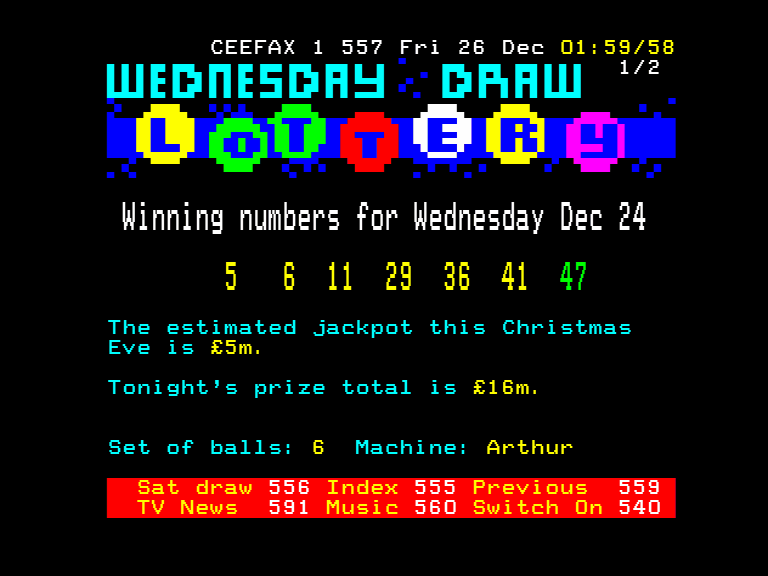 CEEFAX 1 557 Fri 26 Dec 01:59/58
WEDNESDAY DRAW 1/2
LOTTERY
Winning numbers for Wednesday Dec 24
5 6 11 29 36 41 47
The estimated jackpot this Christmas
Eve is £5m.
Tonight's prize total is £16m.
Set of balls: 6 Machine: Arthur
Sat draw 556 Index 555 Previous 559
TV News 591 Music 560 Switch On 540